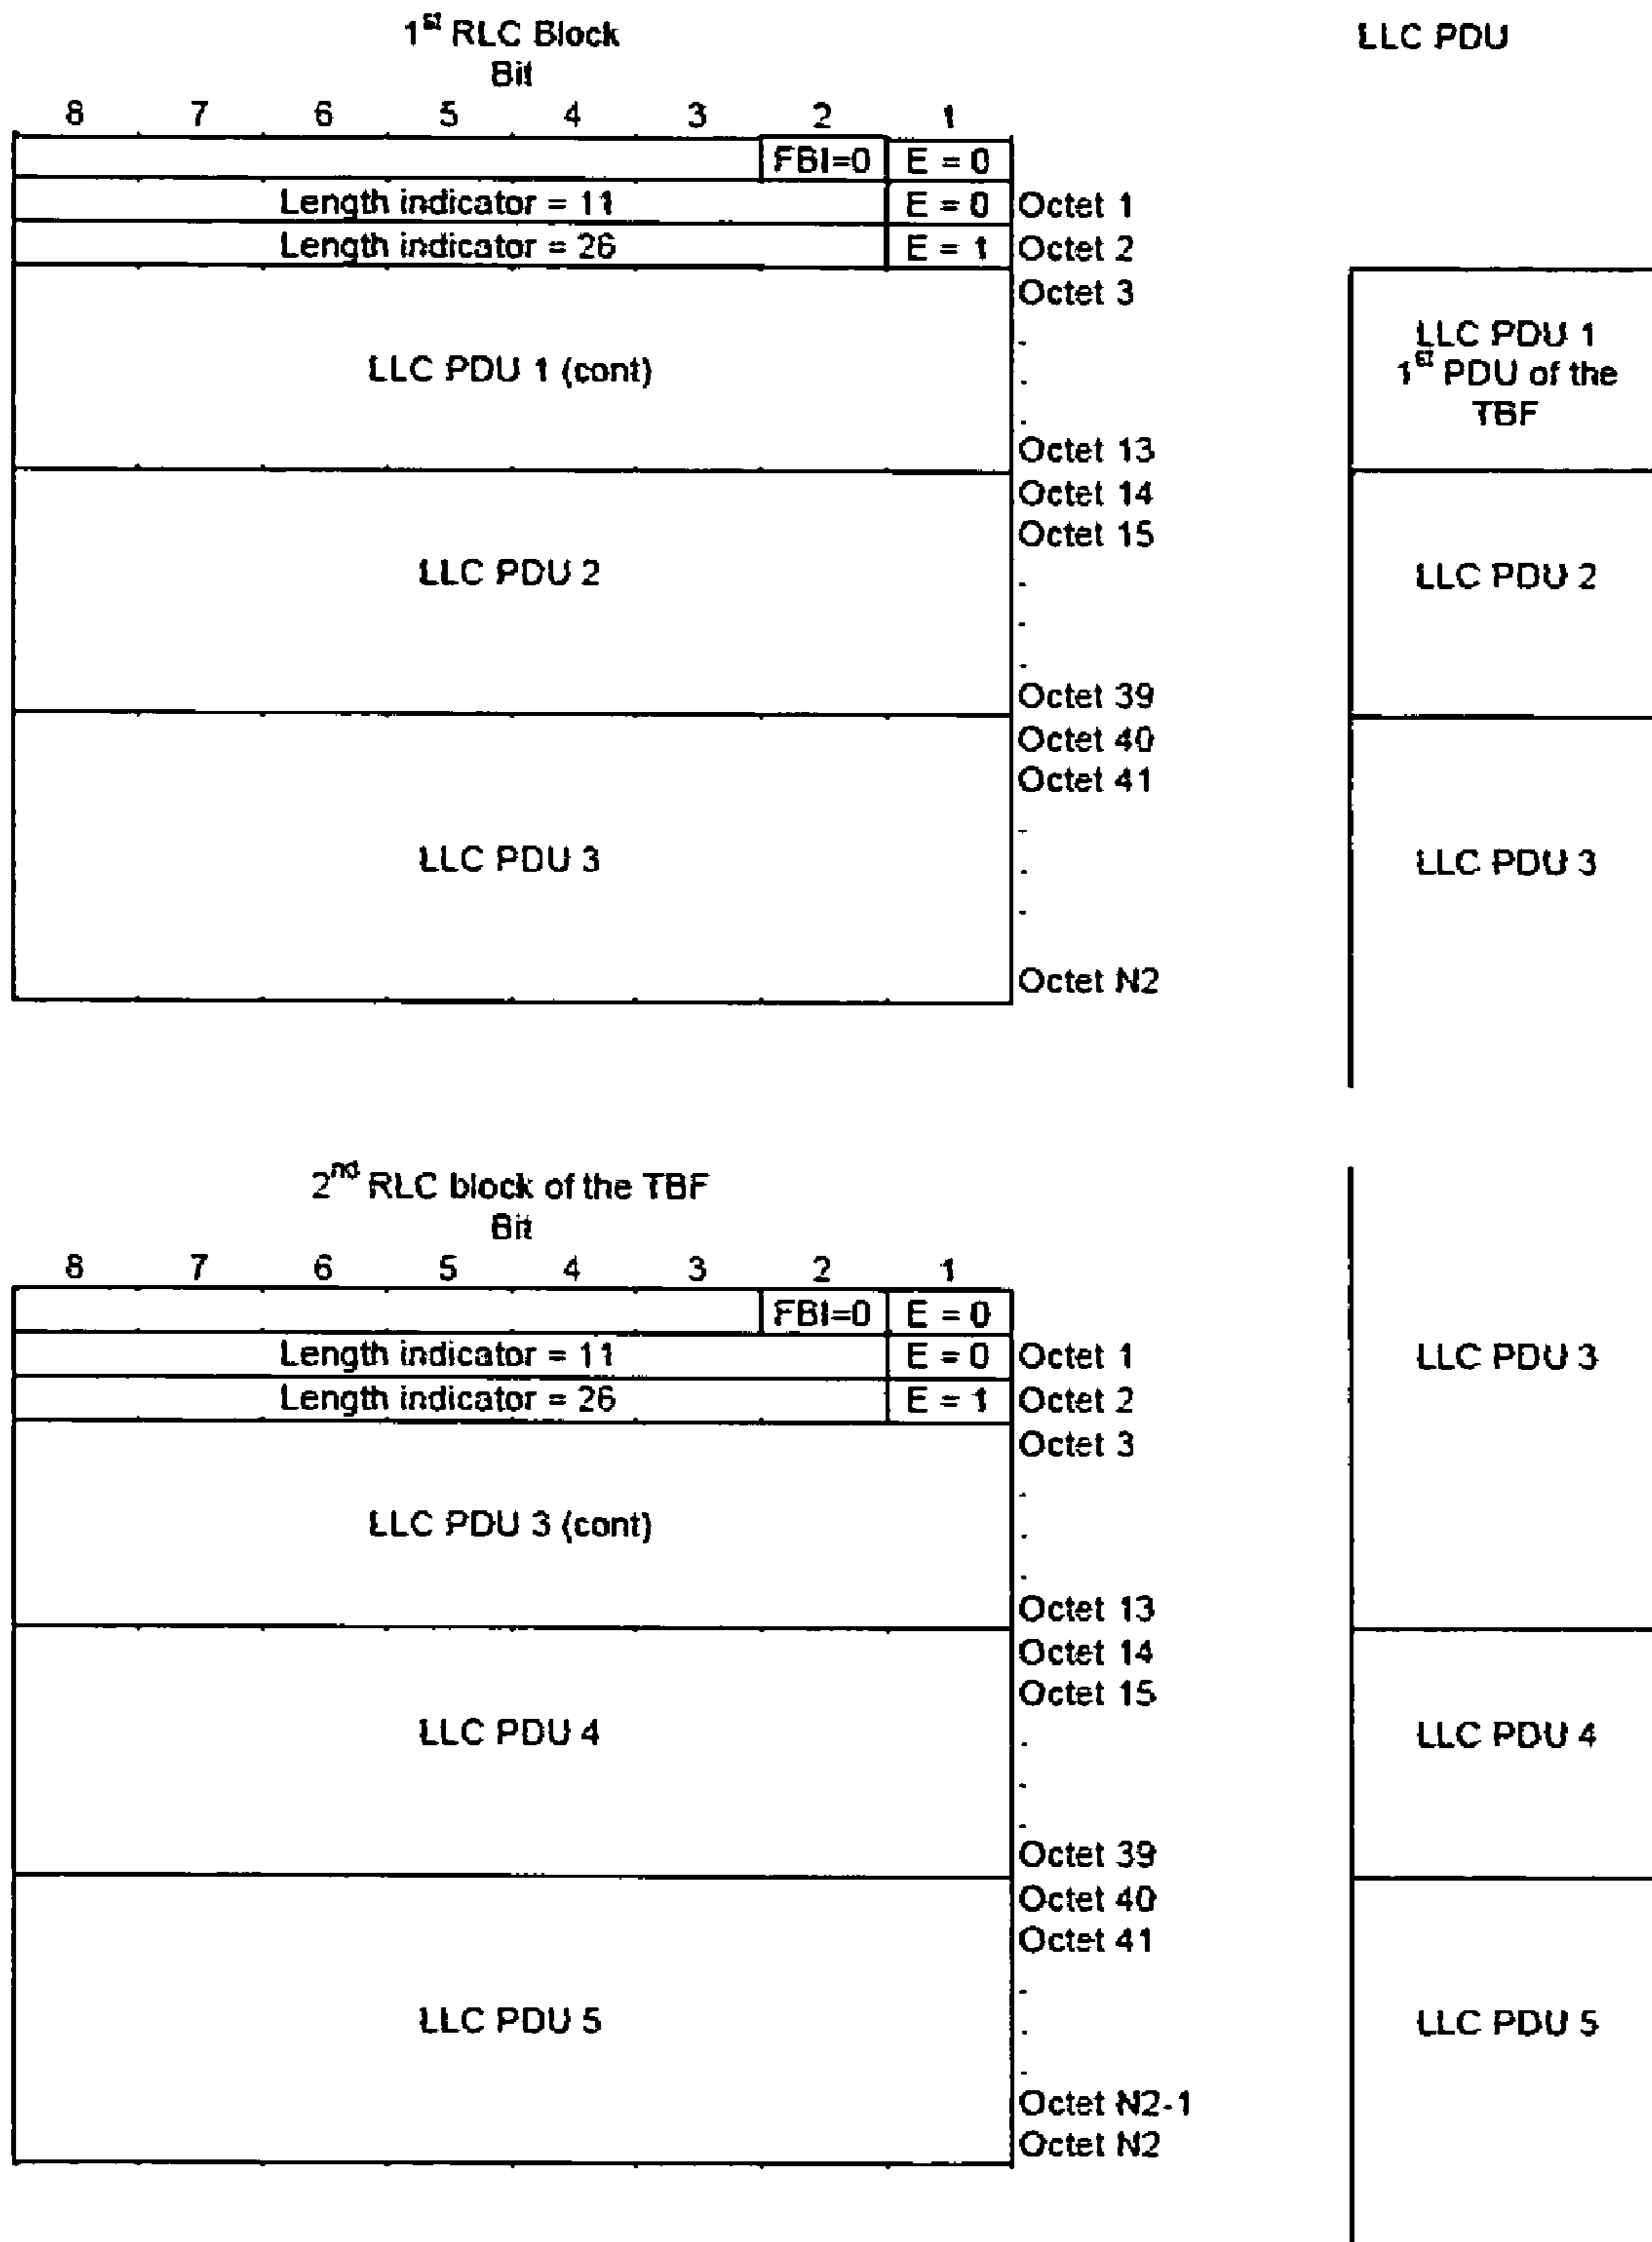 1st RLC Block
Bit
LLC PDU
8 7 6 5 4 3 2 1
FBI=0 E = 0
Length indicator = 11 E = 0 Octet 1
Length indicator = 26 E = 1 Octet 2
Octet 3
LLC PDU 1 (cont)
LLC PDU 1
1st PDU of the
TBF
Octet 13
Octet 14
Octet 15
LLC PDU 2
LLC PDU 2
Octet 39
Octet 40
Octet 41
LLC PDU 3
LLC PDU 3
Octet N2
2nd RLC block of the TBF
Bit
8 7 6 5 4 3 2 1
FBI=0 E = 0
Length indicator = 11 E = 0 Octet 1
LLC PDU 3
Length indicator = 26 E = 1 Octet 2
Octet 3
LLC PDU 3 (cont)
Octet 13
Octet 14
Octet 15
LLC PDU 4
LLC PDU 4
Octet 39
Octet 40
Octet 41
LLC PDU 5
LLC PDU 5
Octet N2-1
Octet N2